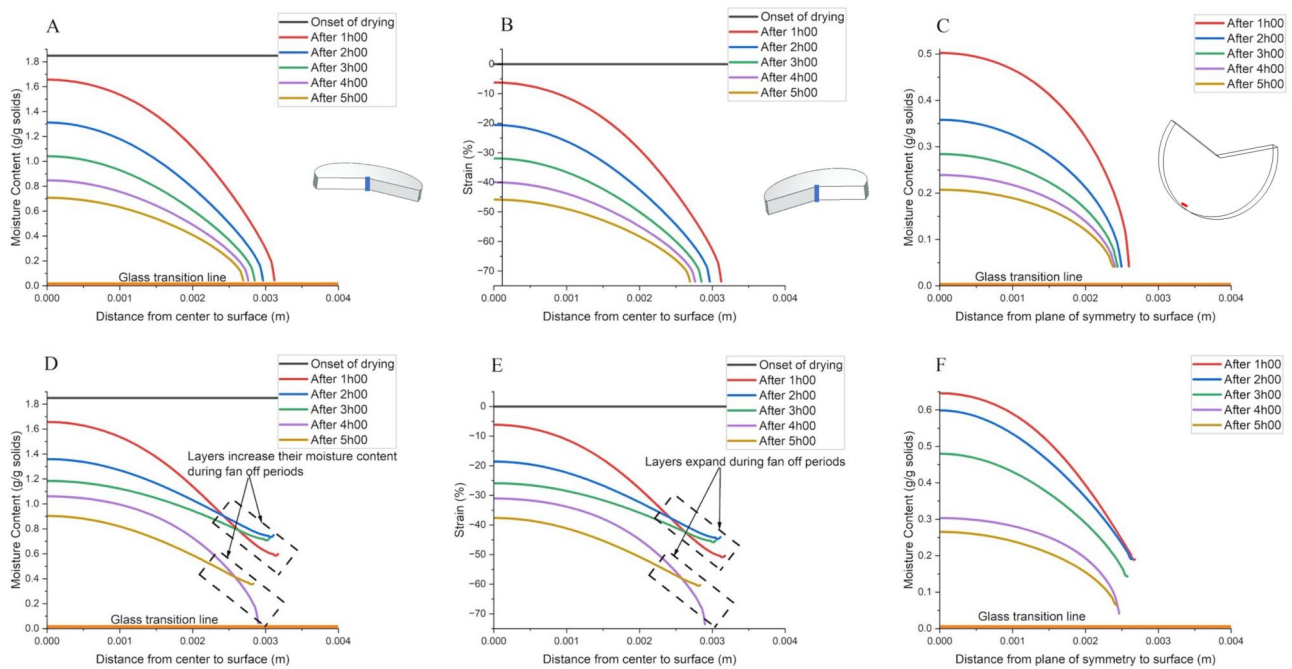 A
Onset of drying
After 1h00
After 2h00
After 3h00
After 4h00
After 5h00
1.8
1.6
1.4
1.2
1.0
0.8
0.6
0.4
0.2
0.0
Moisture Content (g/g solids)
Glass transition line
0.000
0.001
0.002
0.003
0.004
Distance from center to surface (m)
B
Onset of drying
After 1h00
After 2h00
After 3h00
After 4h00
After 5h00
0
−10
−20
−30
−40
−50
−60
−70
Strain (%)
0.000
0.001
0.002
0.003
0.004
Distance from center to surface (m)
C
After 1h00
After 2h00
After 3h00
After 4h00
After 5h00
0.5
0.4
0.3
0.2
0.1
0.0
Moisture Content (g/g solids)
Glass transition line
0.000
0.001
0.002
0.003
0.004
Distance from plane of symmetry to surface (m)
D
Onset of drying
After 1h00
After 2h00
After 3h00
After 4h00
After 5h00
1.8
1.6
1.4
1.2
1.0
0.8
0.6
0.4
0.2
0.0
Moisture Content (g/g solids)
Layers increase their moisture content
during fan off periods
Glass transition line
0.000
0.001
0.002
0.003
0.004
Distance from center to surface (m)
E
Onset of drying
After 1h00
After 2h00
After 3h00
After 4h00
After 5h00
0
−10
−20
−30
−40
−50
−60
−70
Strain (%)
Layers expand during fan off periods
0.000
0.001
0.002
0.003
0.004
Distance from center to surface (m)
F
After 1h00
After 2h00
After 3h00
After 4h00
After 5h00
0.6
0.5
0.4
0.3
0.2
0.1
0.0
Moisture Content (g/g solids)
Glass transition line
0.000
0.001
0.002
0.003
0.004
Distance from plane of symmetry to surface (m)